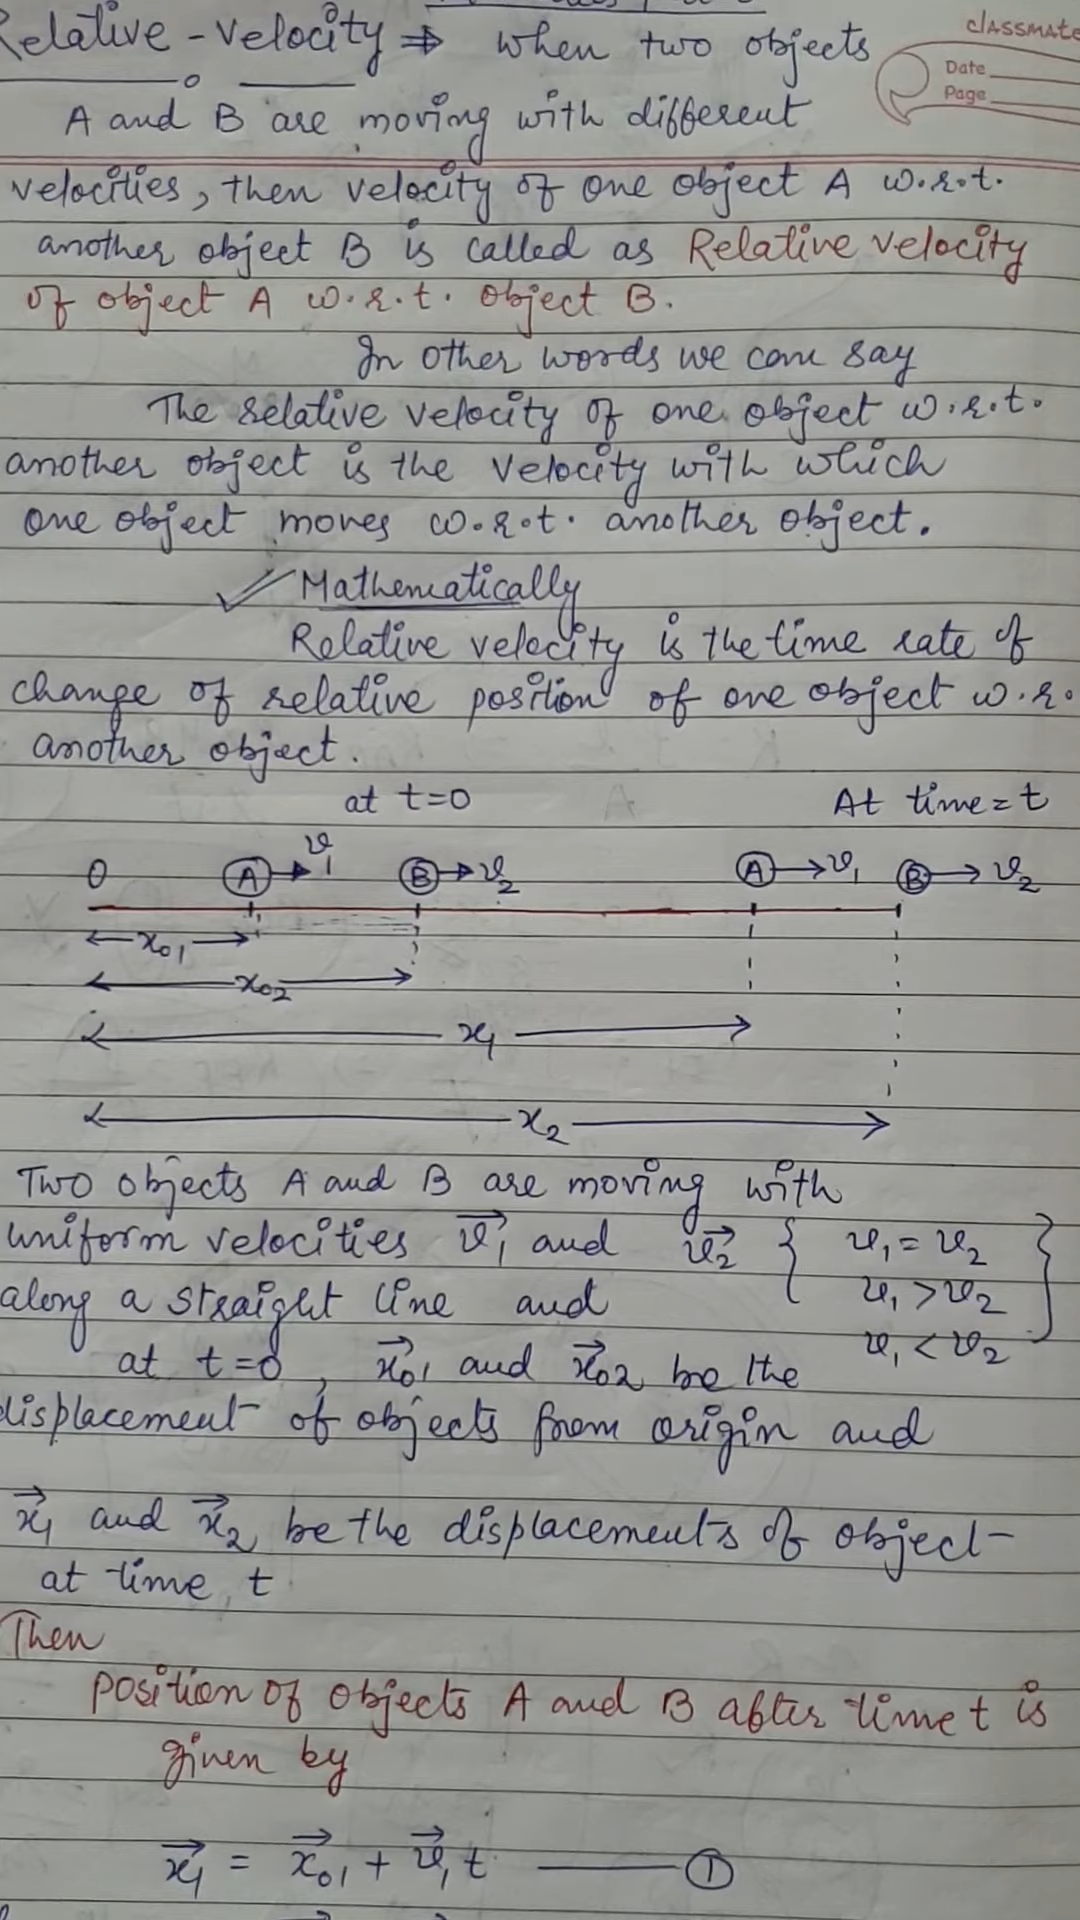 Relative-velocity ⇒ when two objects
classmate
Date
Page
A and B are moving with different
velocities, then velocity of one object A w.r.t.
another object B is called as Relative velocity
of object A w.r.t. object B.
In other words we can say
The relative velocity of one object w.r.t.
another object is the velocity with which
one object moves w.r.t. another object.
Mathematically
Relative velocity is the time rate of
change of relative position of one object w.r.
another object.
at t=0 At time = t
O A → v₁ B → v₂ A → v₁ B → v₂
x₀₁
x₀₂
x₁
x₂
Two objects A and B are moving with
uniform velocities v⃗₁ and v⃗₂ { v₁ = v₂
along a straight line and v₁ > v₂
v₁ < v₂ }
at t=0, x⃗₀₁ and x⃗₀₂ be the
displacement of objects from origin and
x⃗₁ and x⃗₂ be the displacements of object
at time t
Then
position of objects A and B after time t is
given by
x⃗₁ = x⃗₀₁ + v⃗₁ t —— ①